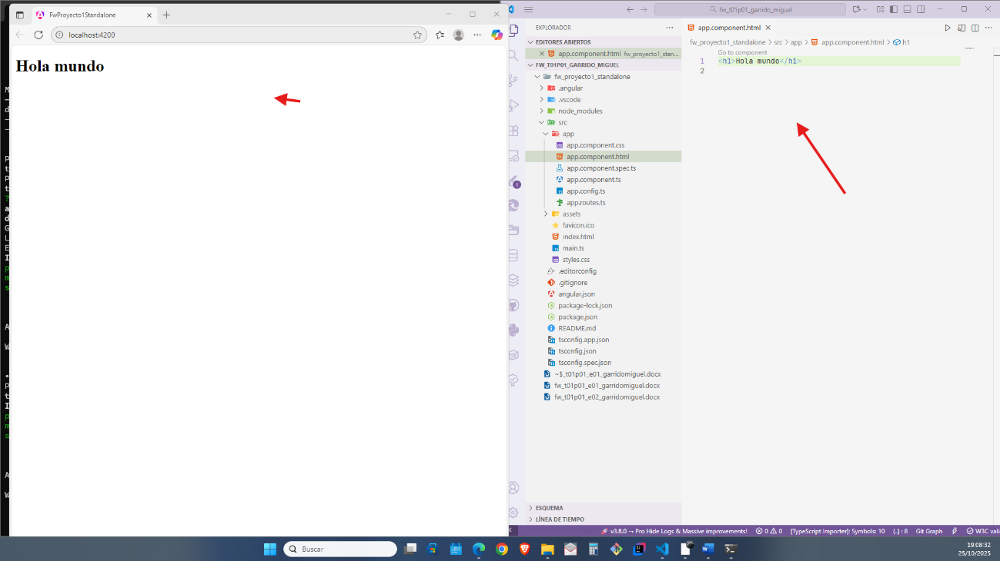 FwProyecto1Standalone
localhost:4200
Hola mundo
fw_t01p01_garrido_miguel
EXPLORADOR
EDITORES ABIERTOS
app.component.html fw_proyecto1_stan...
FW_T01P01_GARRIDO_MIGUEL
fw_proyecto1_standalone
.angular
.vscode
node_modules
src
app
app.component.css
app.component.html
app.component.spec.ts
app.component.ts
app.config.ts
app.routes.ts
assets
favicon.ico
index.html
main.ts
styles.css
.editorconfig
.gitignore
angular.json
package-lock.json
package.json
README.md
tsconfig.app.json
tsconfig.json
tsconfig.spec.json
~$_t01p01_e01_garridomiguel.docx
fw_t01p01_e01_garridomiguel.docx
fw_t01p01_e02_garridomiguel.docx
ESQUEMA
LÍNEA DE TIEMPO
app.component.html
fw_proyecto1_standalone > src > app > app.component.html > h1
Go to component
1 <h1>Hola mundo</h1>
2
v3.8.0 → Pro Hide Logs & Massive improvements! 0 0 [TypeScript Importer]: Symbols: 10 {..} : 8 Git Graph W3C vali
Buscar
19:08:32
25/10/2025